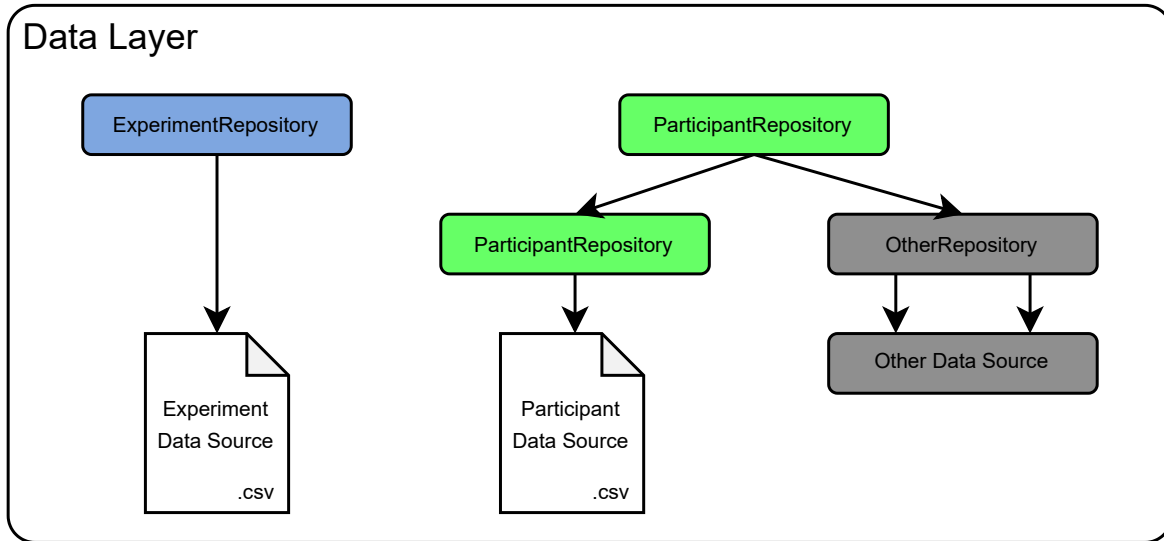 Data Layer
ExperimentRepository
ParticipantRepository
ParticipantRepository
OtherRepository
Other Data Source
Experiment
Data Source
.csv
Participant
Data Source
.csv